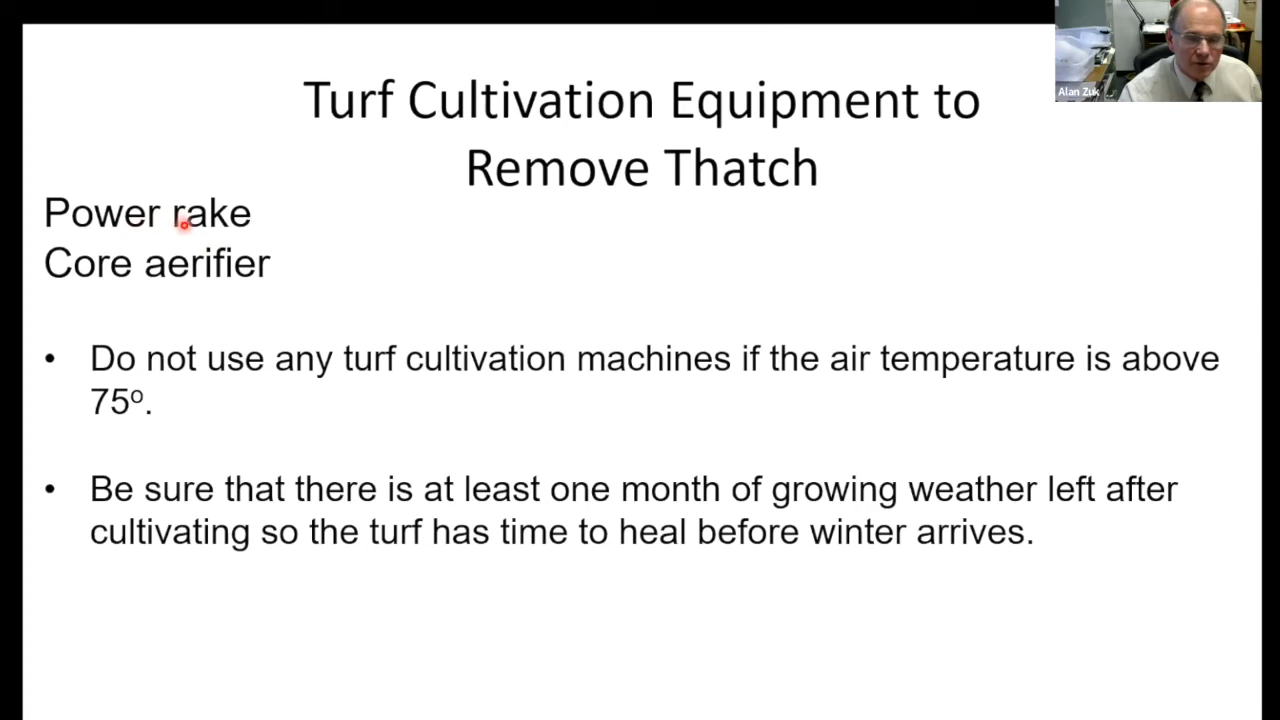 Turf Cultivation Equipment to
Remove Thatch
Alan Zuk
Power rake
Core aerifier
• Do not use any turf cultivation machines if the air temperature is above
75º.
• Be sure that there is at least one month of growing weather left after
cultivating so the turf has time to heal before winter arrives.